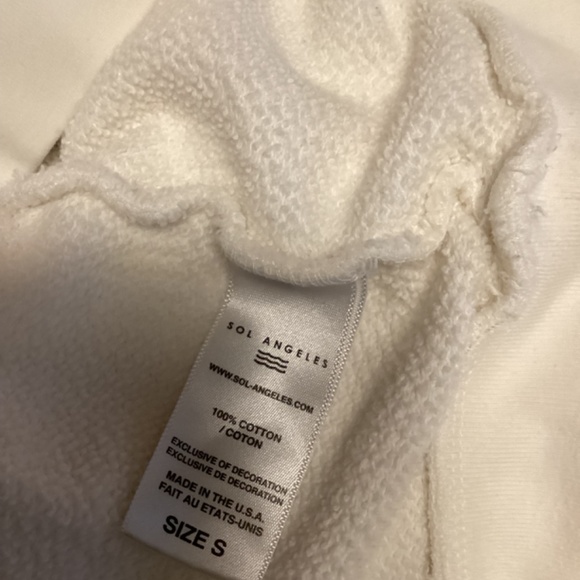 SOL ANGELES
WWW.SOL-ANGELES.COM
100% COTTON
/ COTON
EXCLUSIVE OF DECORATION
EXCLUSIVE DE DECORATION
MADE IN THE U.S.A.
FAIT AU ETATS-UNIS
SIZE S